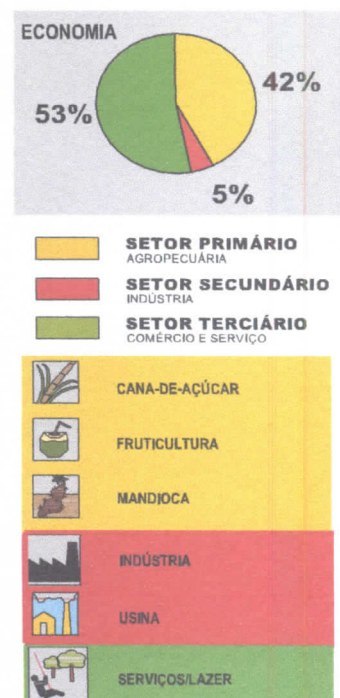 ECONOMIA
42%
53%
5%
SETOR PRIMÁRIO
AGROPECUÁRIA
SETOR SECUNDÁRIO
INDÚSTRIA
SETOR TERCIÁRIO
COMÉRCIO E SERVIÇO
CANA-DE-AÇÚCAR
FRUTICULTURA
MANDIOCA
INDÚSTRIA
USINA
SERVIÇOS/LAZER